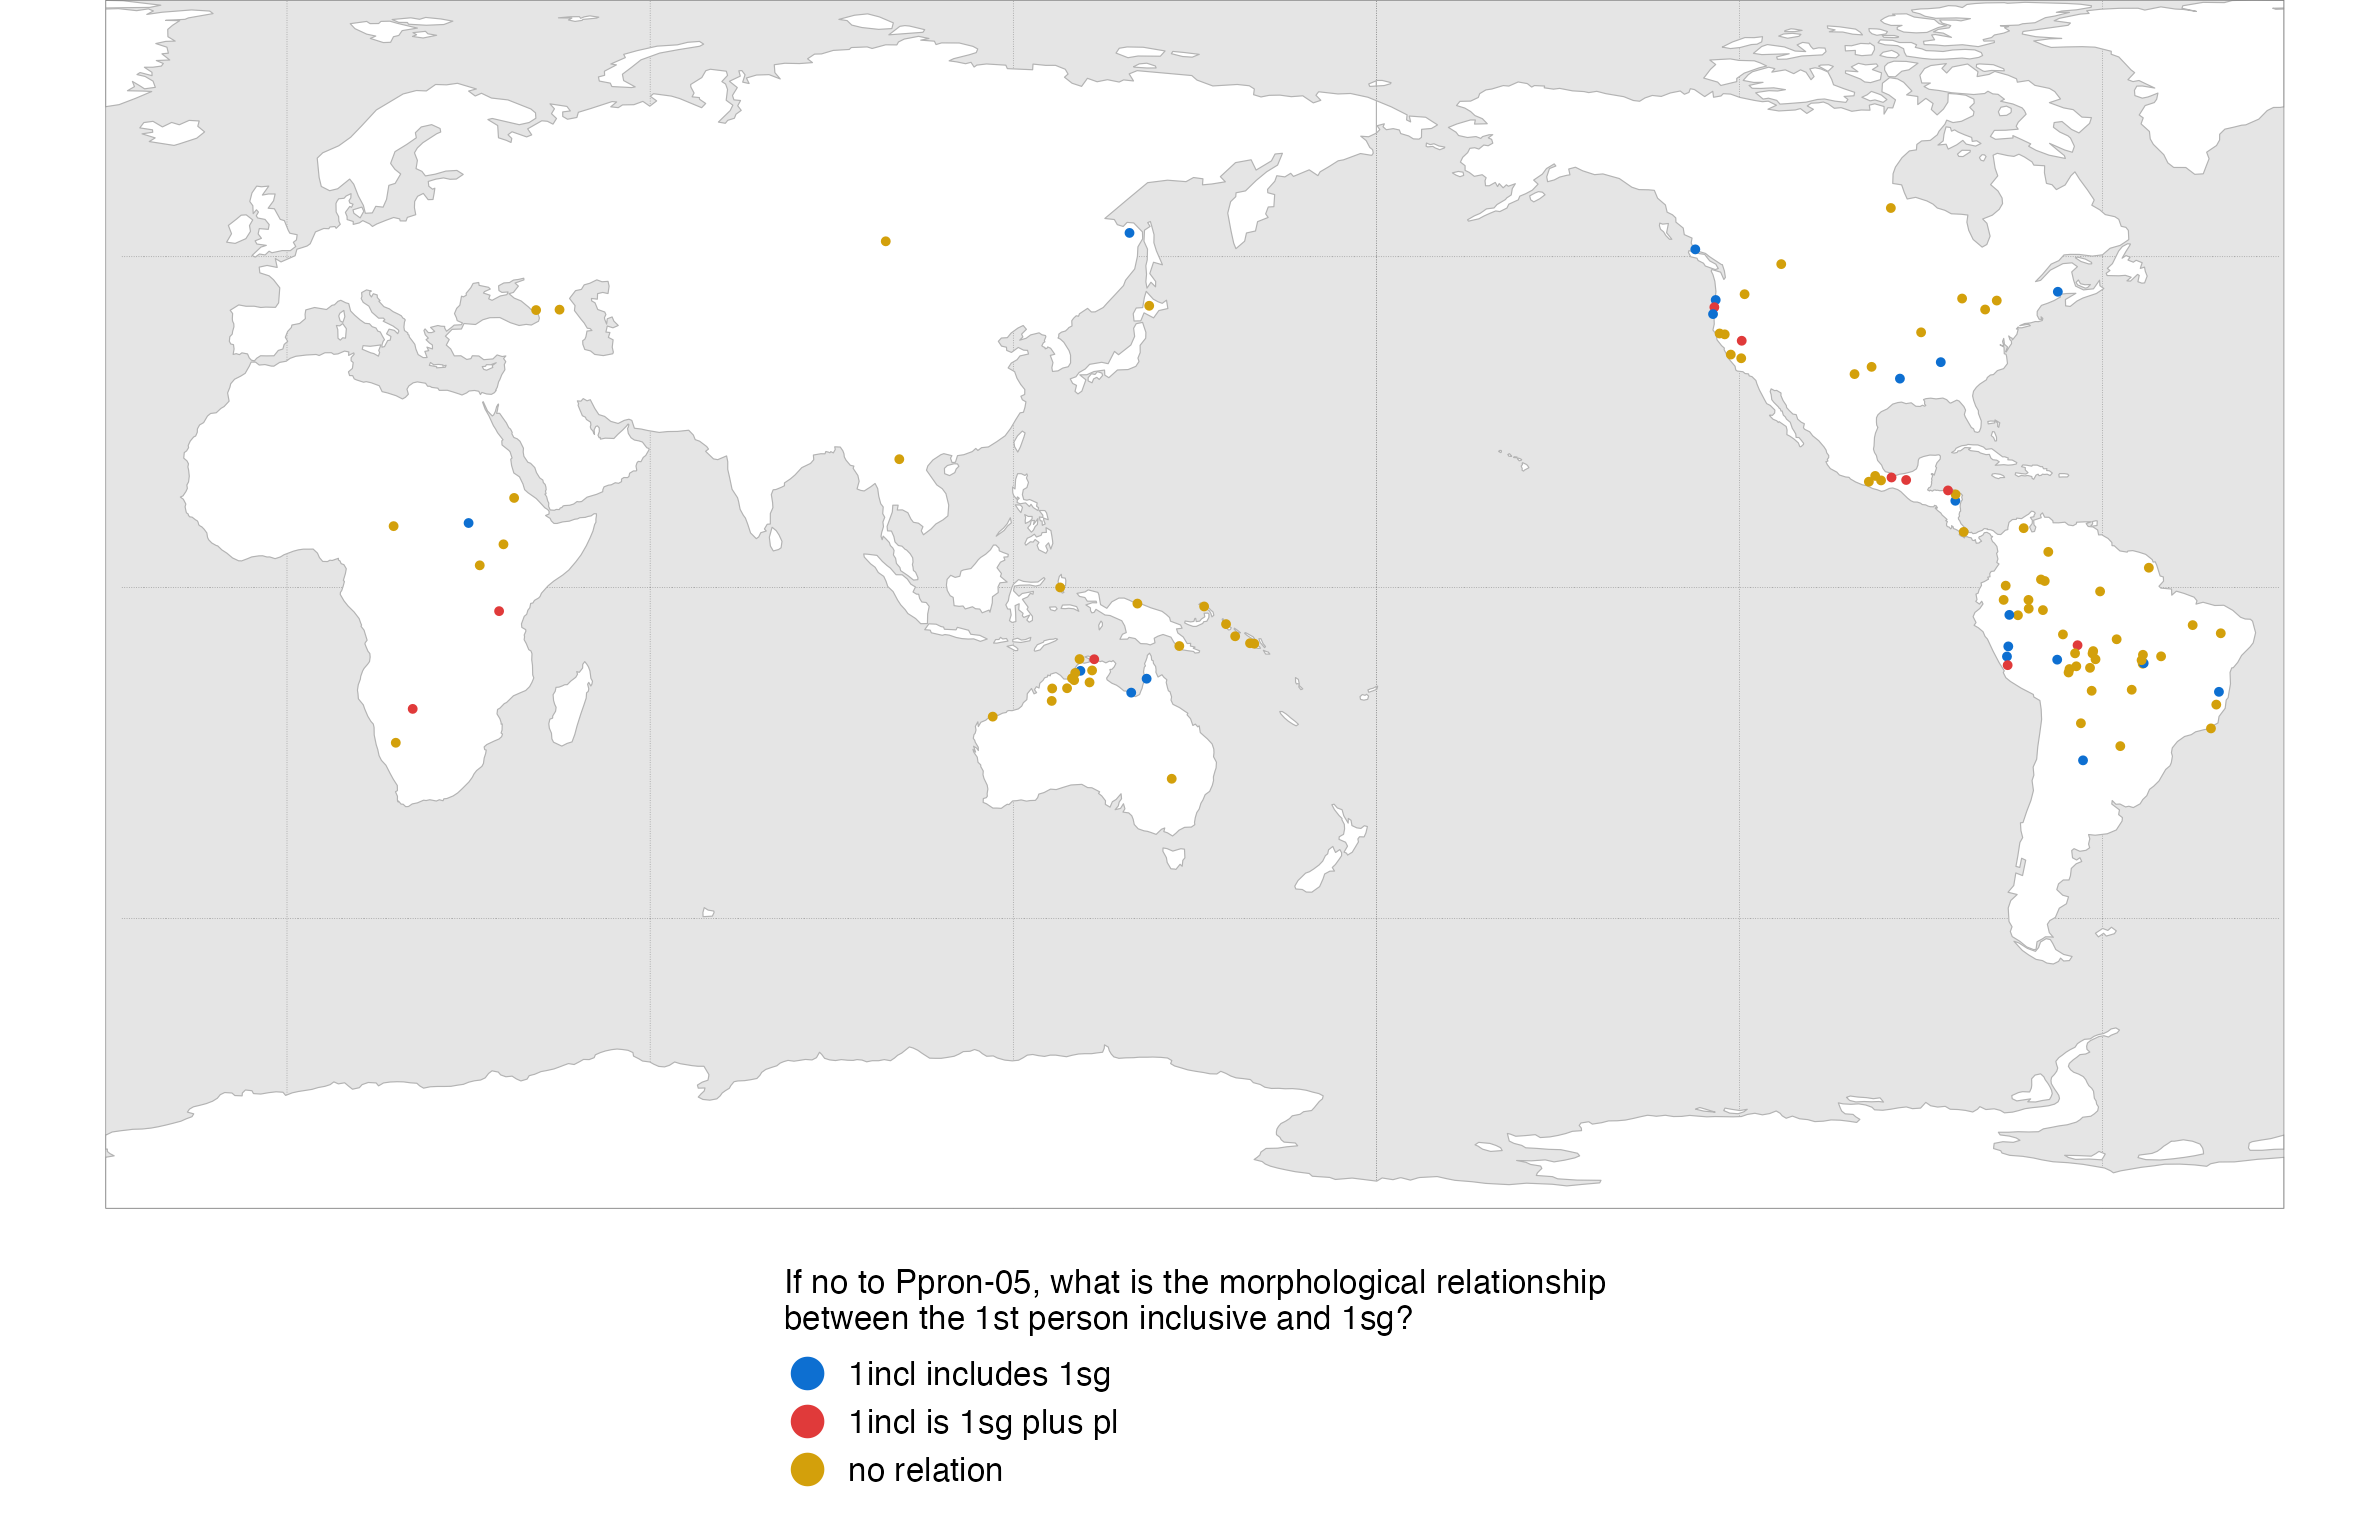 If no to Ppron-05, what is the morphological relationship
between the 1st person inclusive and 1sg?
1incl includes 1sg
1incl is 1sg plus pl
no relation